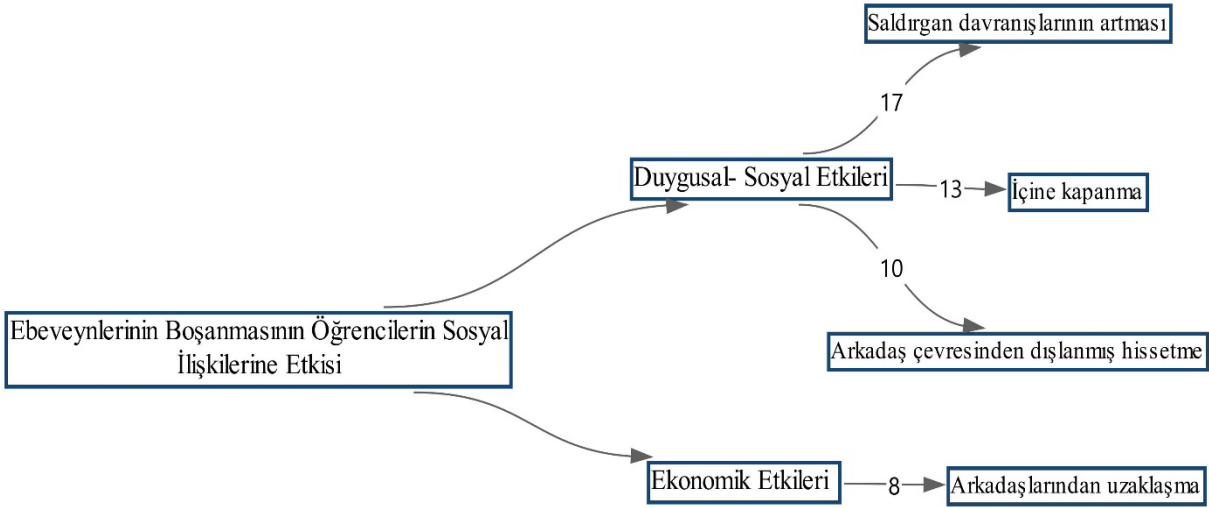 Saldırgan davranışlarının artması
17
Duygusal- Sosyal Etkileri
13
İçine kapanma
10
Ebeveynlerinin Boşanmasının Öğrencilerin Sosyal
İlişkilerine Etkisi
Arkadaş çevresinden dışlanmış hissetme
Ekonomik Etkileri
8
Arkadaşlarından uzaklaşma